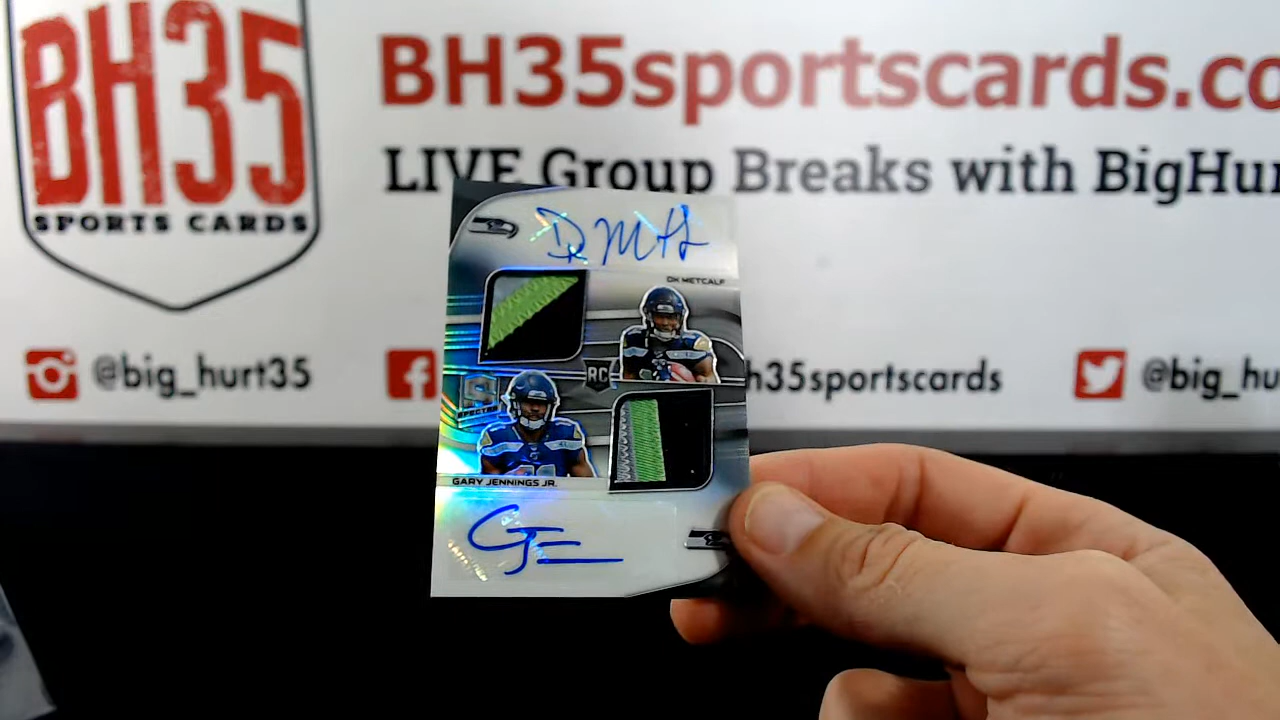 BH35
SPORTS CARDS
BH35sportscards.co
LIVE Group Breaks with BigHur
@big_hurt35
h35sportscards
@big_hu
DK METCALF
RC
SPECTRA
GARY JENNINGS JR.